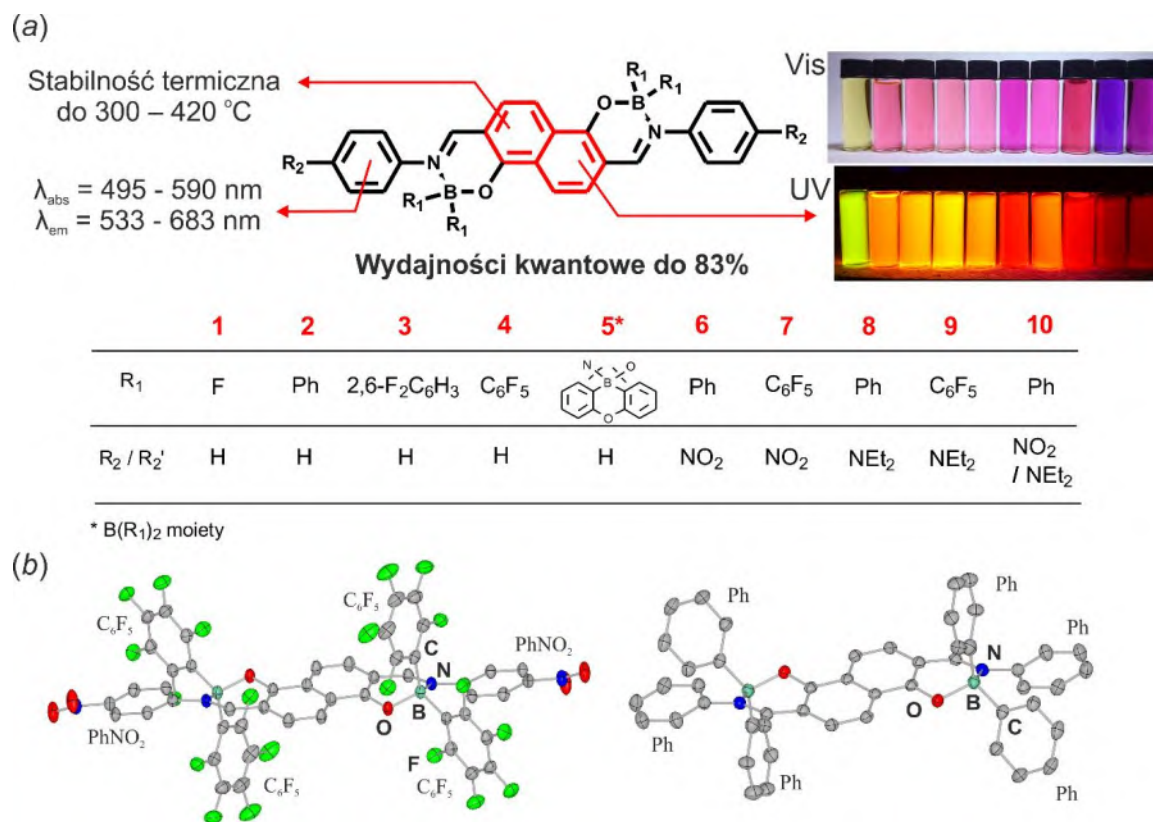 (a)
Stabilność termiczna
do 300 – 420 °C
λabs = 495 - 590 nm
λem = 533 - 683 nm
R2
N
B
O
R1
R1
O
B
R1
R1
N
R2
Wydajności kwantowe do 83%
Vis
UV
1 2 3 4 5* 6 7 8 9 10
R1 F Ph 2,6-F2C6H3 C6F5 N B O O Ph C6F5 Ph C6F5 Ph
R2 / R2' H H H H H NO2 NO2 NEt2 NEt2 NO2
/ NEt2
* B(R1)2 moiety
(b)
C6F5
C6F5
PhNO2
C
N
B
O
F
PhNO2
C6F5
C6F5
Ph
Ph
Ph
N
O
B
C
Ph
Ph
Ph